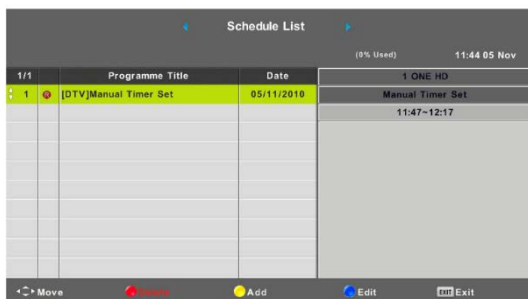 Schedule List
(0% Used) 11:44 05 Nov
1/1 Programme Title Date 1 ONE HD
1 [DTV]Manual Timer Set 05/11/2010 Manual Timer Set
11:47~12:17
Move Delete Add Edit EXIT Exit